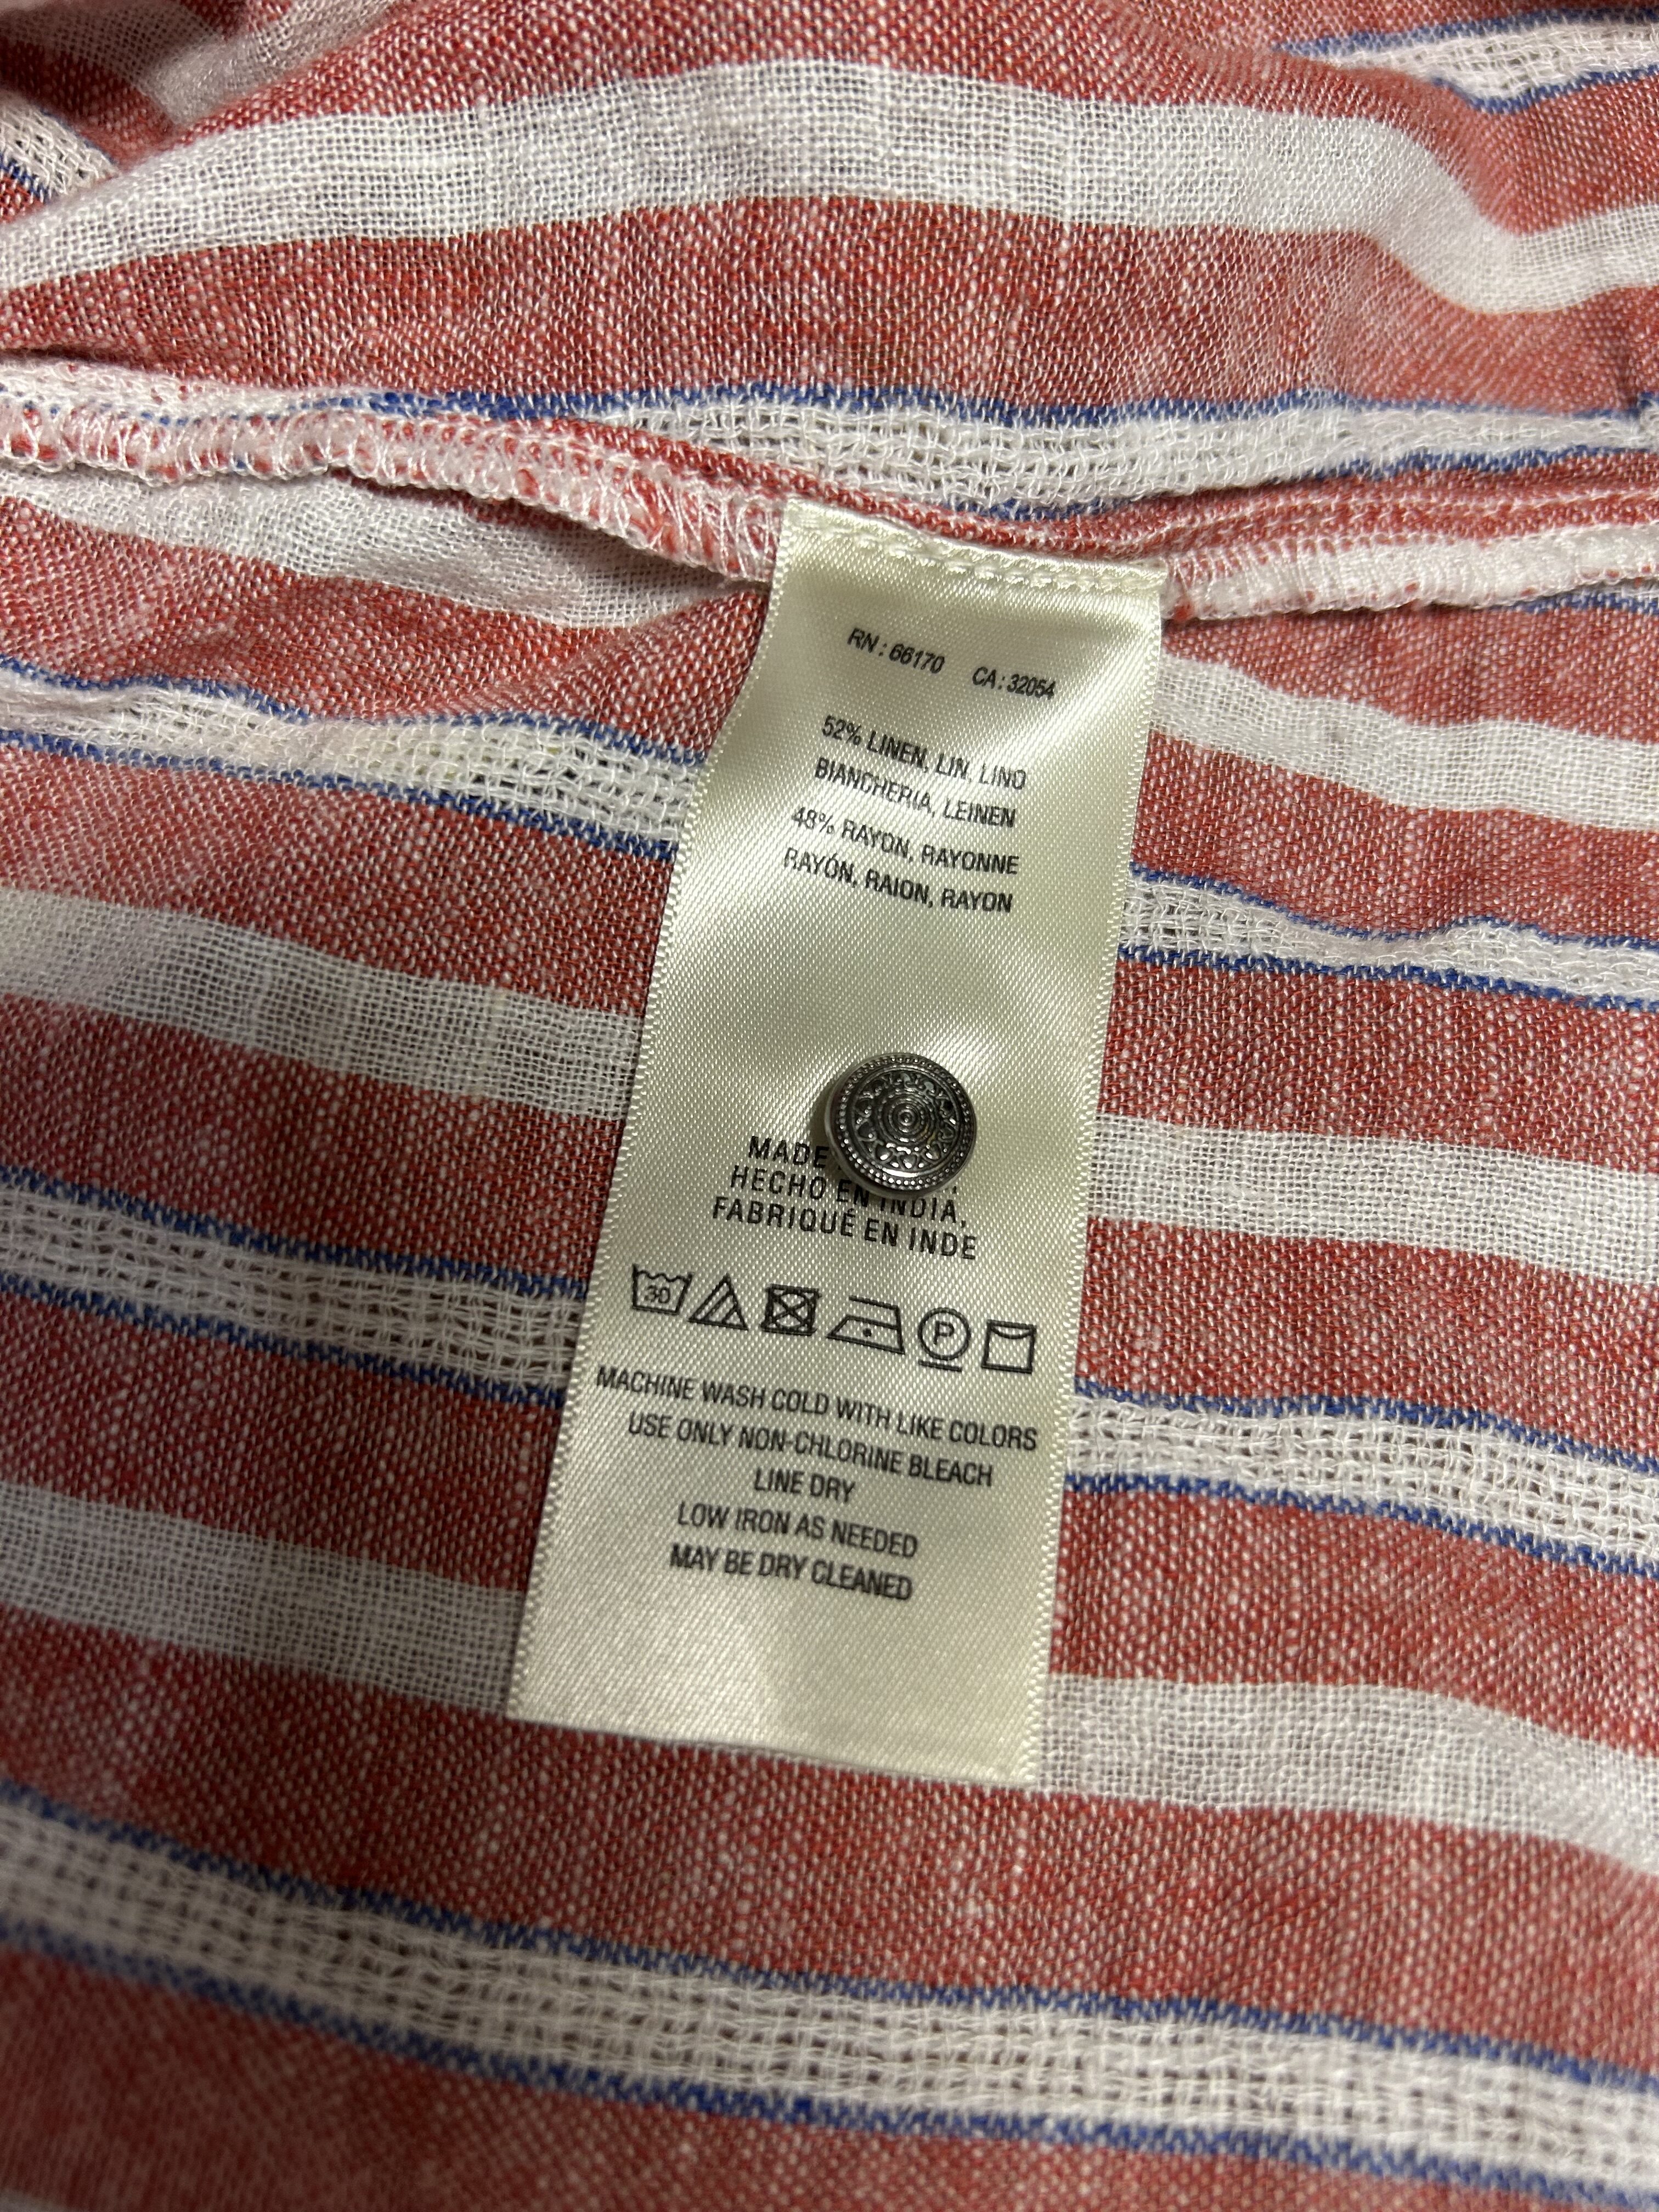 RN : 66170 CA : 32054
52% LINEN, LIN, LINO
BIANCHERIA, LEINEN
48% RAYON, RAYONNE
RAYÓN, RAION, RAYON
MADE
HECHO EN INDIA,
FABRIQUÉ EN INDE
30 P
MACHINE WASH COLD WITH LIKE COLORS
USE ONLY NON-CHLORINE BLEACH
LINE DRY
LOW IRON AS NEEDED
MAY BE DRY CLEANED